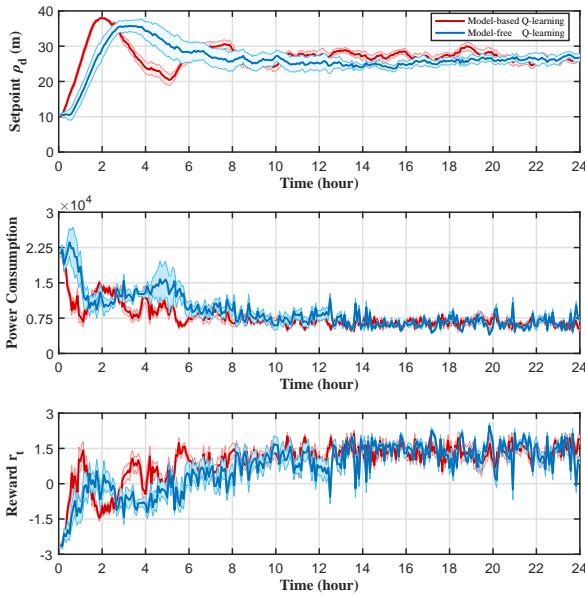 40
30
20
10
0
Setpoint ρd (m)
Model-based Q-learning
Model-free Q-learning
0 2 4 6 8 10 12 14 16 18 20 22 24
Time (hour)
×10^4
3
2.25
1.5
0.75
0
Power Consumption
0 2 4 6 8 10 12 14 16 18 20 22 24
Time (hour)
3
1.5
0
-1.5
-3
Reward rt
0 2 4 6 8 10 12 14 16 18 20 22 24
Time (hour)